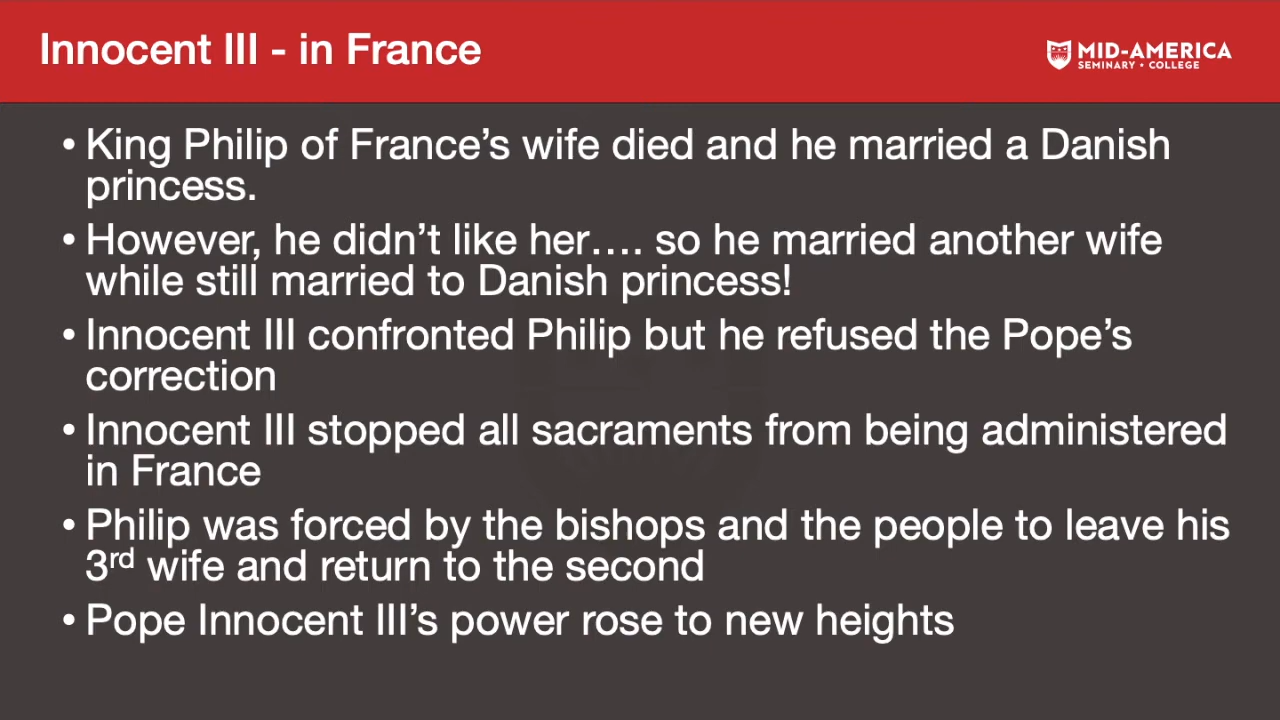 Innocent III - in France
MID-AMERICA
SEMINARY • COLLEGE
• King Philip of France’s wife died and he married a Danish
princess.
• However, he didn’t like her…. so he married another wife
while still married to Danish princess!
• Innocent III confronted Philip but he refused the Pope’s
correction
• Innocent III stopped all sacraments from being administered
in France
• Philip was forced by the bishops and the people to leave his
3rd wife and return to the second
• Pope Innocent III’s power rose to new heights